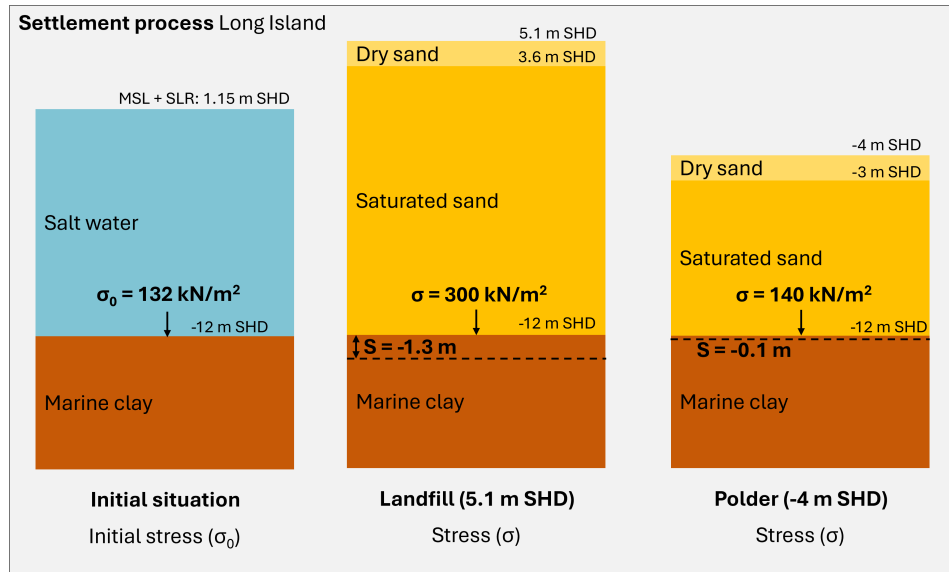 Settlement process Long Island
MSL + SLR: 1.15 m SHD
Salt water
σ₀ = 132 kN/m²
-12 m SHD
Marine clay
Initial situation
Initial stress (σ₀)
5.1 m SHD
Dry sand
3.6 m SHD
Saturated sand
σ = 300 kN/m²
-12 m SHD
S = -1.3 m
Marine clay
Landfill (5.1 m SHD)
Stress (σ)
-4 m SHD
Dry sand
-3 m SHD
Saturated sand
σ = 140 kN/m²
-12 m SHD
S = -0.1 m
Marine clay
Polder (-4 m SHD)
Stress (σ)